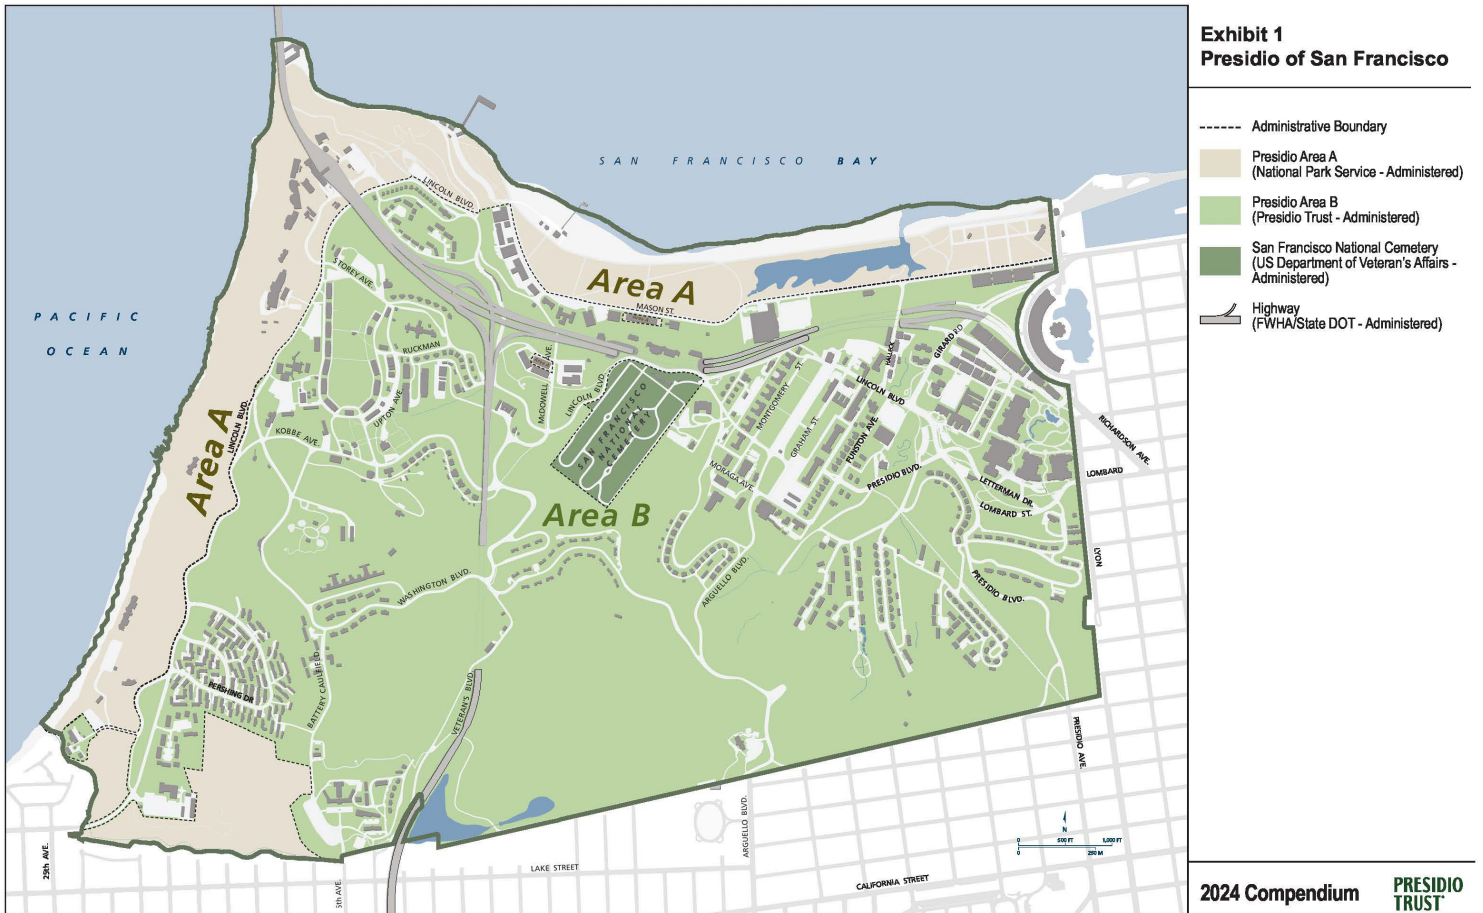 Exhibit 1
Presidio of San Francisco
Administrative Boundary
Presidio Area A
(National Park Service - Administered)
Presidio Area B
(Presidio Trust - Administered)
San Francisco National Cemetery
(US Department of Veteran's Affairs -
Administered)
Highway
(FWHA/State DOT - Administered)
SAN FRANCISCO BAY
PACIFIC
OCEAN
LINCOLN BLVD.
STOREY AVE.
Area A
MASON ST.
RUCKMAN
McDOWELL AVE.
LINCOLN BLVD.
UPTON AVE.
KOBBE AVE.
LINCOLN BLVD.
Area A
SAN FRANCISCO
NATIONAL
CEMETERY
MONTGOMERY ST.
GRAHAM ST
LINCOLN BLVD
HALLECK
GIRARD RD
FUNSTON AVE.
PRESIDIO BLVD.
MORAGA AVE.
RICHARDSON AVE.
LOMBARD
LETTERMAN DR.
LOMBARD ST.
LYON
Area B
WASHINGTON BLVD.
ARGUELLO BLVD.
PRESIDIO BLVD.
PERSHING DR
BATTERY CAULFIELD
VETERAN'S BLVD.
PRESIDIO AVE.
ARGUELLO BLVD.
25th AVE.
5th AVE.
LAKE STREET
CALIFORNIA STREET
N
0 500 FT 1,000 FT
0 250 M
2024 Compendium
PRESIDIO
TRUST